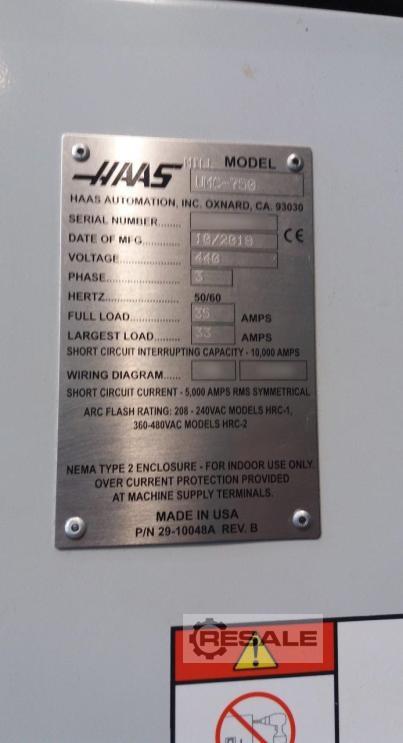 HAAS MILL MODEL
UMC-750
HAAS AUTOMATION, INC. OXNARD, CA. 93030
SERIAL NUMBER........
DATE OF MFG........... 10/2018 CE
VOLTAGE................ 440
PHASE.................... 3
HERTZ.................... 50/60
FULL LOAD.............. 35 AMPS
LARGEST LOAD........ 33 AMPS
SHORT CIRCUIT INTERRUPTING CAPACITY - 10,000 AMPS
WIRING DIAGRAM.....
SHORT CIRCUIT CURRENT - 5,000 AMPS RMS SYMMETRICAL
ARC FLASH RATING: 208 - 240VAC MODELS HRC-1,
360-480VAC MODELS HRC-2
NEMA TYPE 2 ENCLOSURE - FOR INDOOR USE ONLY.
OVER CURRENT PROTECTION PROVIDED
AT MACHINE SUPPLY TERMINALS.
MADE IN USA
P/N 29-10048A REV. B
RESALE